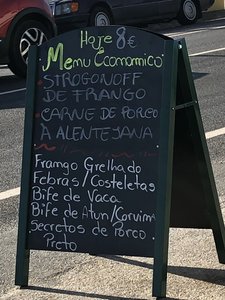 Hoje 8€
Menu Economico
STROGONOFF
DE FRANGO
CARNE DE PORCO
A ALENTEJANA
Frango Grelhado
Febras/Costeletas
Bife de Vaca
Bife de Atun/Corvina
Secretos de Porco
Preto